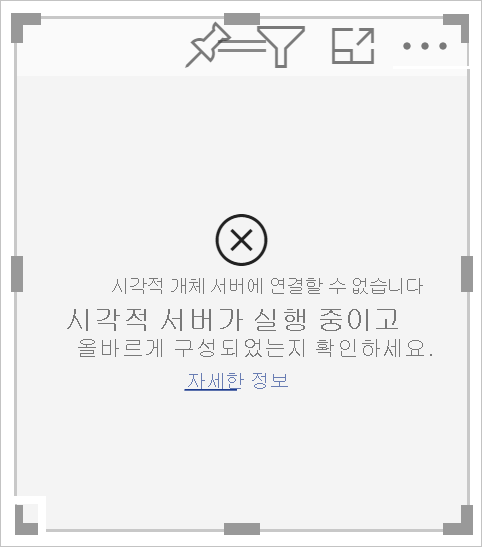 시각적 개체 서버에 연결할 수 없습니다
시각적 서버가 실행 중이고
올바르게 구성되었는지 확인하세요.
자세한 정보